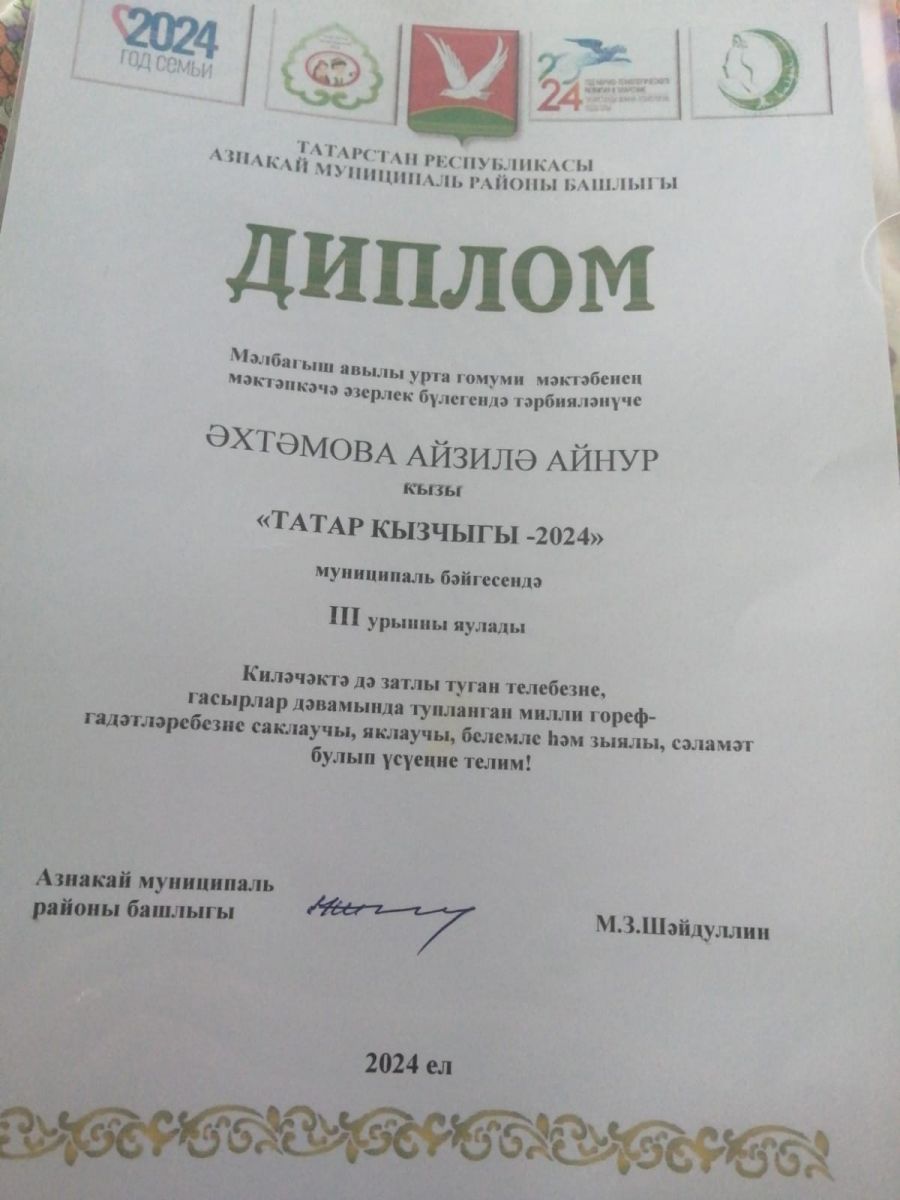 2024
ГОД СЕМЬИ
24
ТАТАРСТАН РЕСПУБЛИКАСЫ
АЗНАКАЙ МУНИЦИПАЛЬ РАЙОНЫ БАШЛЫГЫ
ДИПЛОМ
Мәлбагыш авылы урта гомуми мәктәбенең
мәктәпкәчә әзерлек бүлегендә тәрбияләнүче
ӘХТӘМОВА АЙЗИЛӘ АЙНУР
кызы
«ТАТАР КЫЗЧЫГЫ -2024»
муниципаль бәйгесендә
III урынны яулады
Киләчәктә дә затлы туган телебезне,
гасырлар дәвамында тупланган милли гореф-
гадәтләребезне саклаучы, яклаучы, белемле һәм зыялы, сәламәт
булып үсүеңне телим!
Азнакай муниципаль
районы башлыгы
М.З.Шәйдуллин
2024 ел